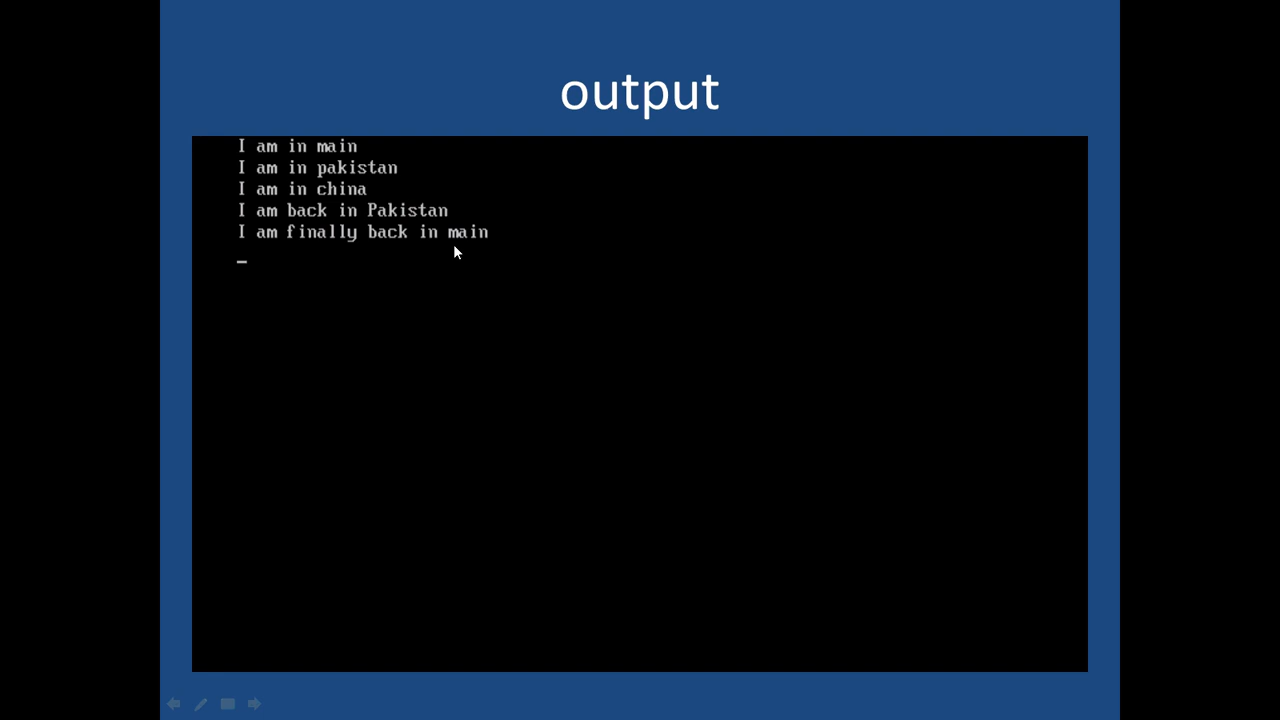 output
I am in main
I am in pakistan
I am in china
I am back in Pakistan
I am finally back in main